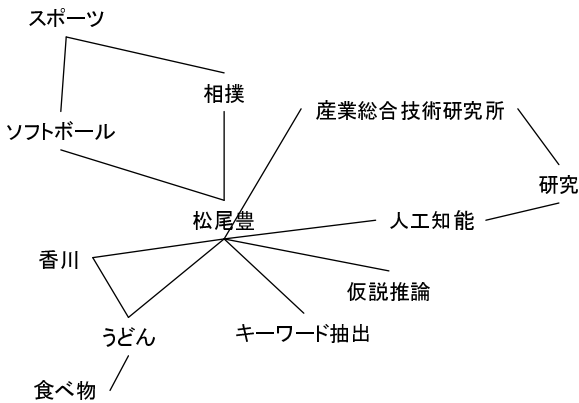 スポーツ
相撲
産業総合技術研究所
ソフトボール
研究
松尾豊
人工知能
香川
仮説推論
うどん
キーワード抽出
食べ物